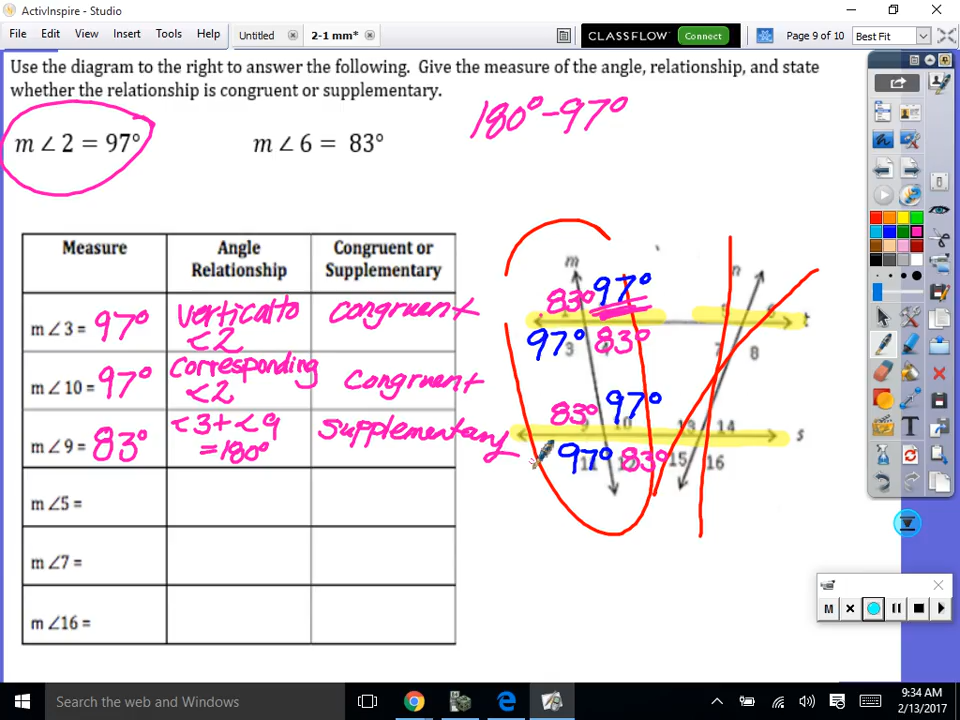 ActivInspire - Studio
File Edit View Insert Tools Help Untitled 2-1 mm* CLASSFLOW Connect Page 9 of 10 Best Fit
Use the diagram to the right to answer the following. Give the measure of the angle, relationship, and state
whether the relationship is congruent or supplementary.
180°-97°
m ∠ 2 = 97° m ∠ 6 = 83°
Measure Angle Relationship Congruent or Supplementary
m ∠3 = 97° vertical to <2 congruent
m ∠10 = 97° corresponding <2 congruent
m ∠9 = 83° <3+<9 =180° supplementary
m ∠5 =
m ∠7 =
m ∠16 =
m n
83° 97°
t
97° 83°
3 4 7 8
83° 97°
9 10 13 14
s
97° 83°
11 12 15 16
M
Search the web and Windows
9:34 AM
2/13/2017